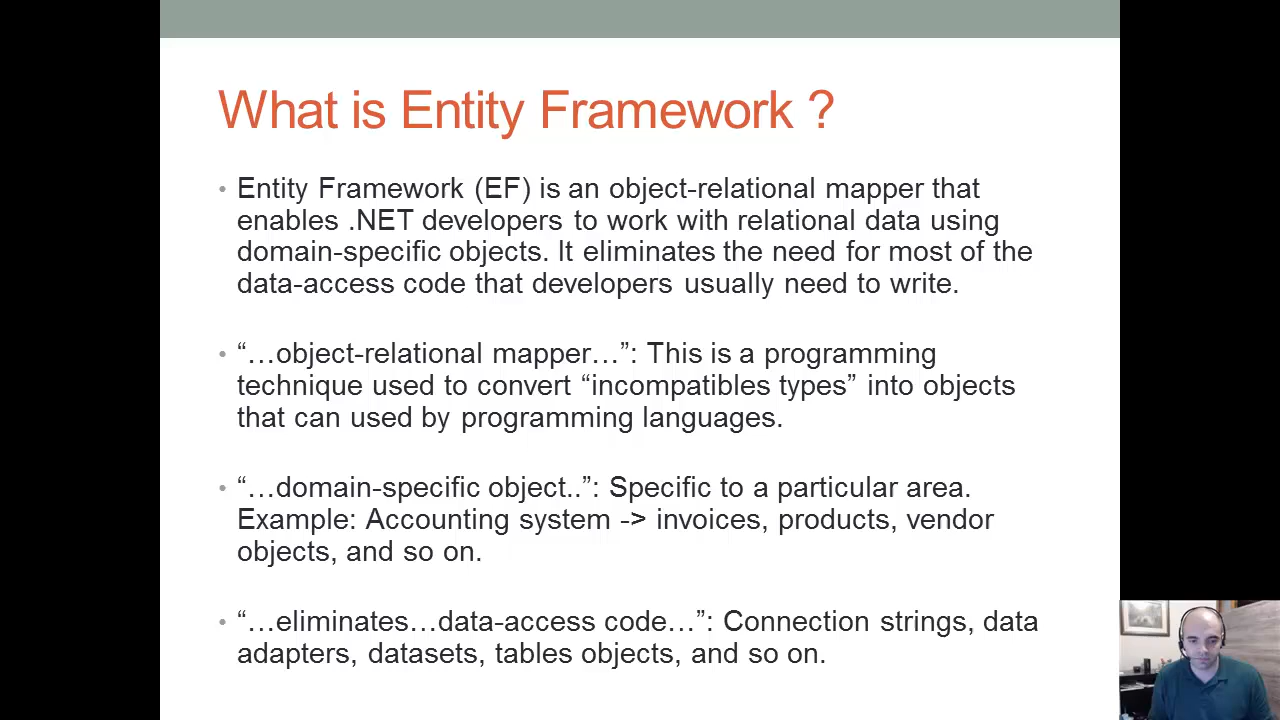 What is Entity Framework ?
• Entity Framework (EF) is an object-relational mapper that
enables .NET developers to work with relational data using
domain-specific objects. It eliminates the need for most of the
data-access code that developers usually need to write.
• “…object-relational mapper…”: This is a programming
technique used to convert “incompatibles types” into objects
that can used by programming languages.
• “…domain-specific object..”: Specific to a particular area.
Example: Accounting system -> invoices, products, vendor
objects, and so on.
• “…eliminates…data-access code…”: Connection strings, data
adapters, datasets, tables objects, and so on.